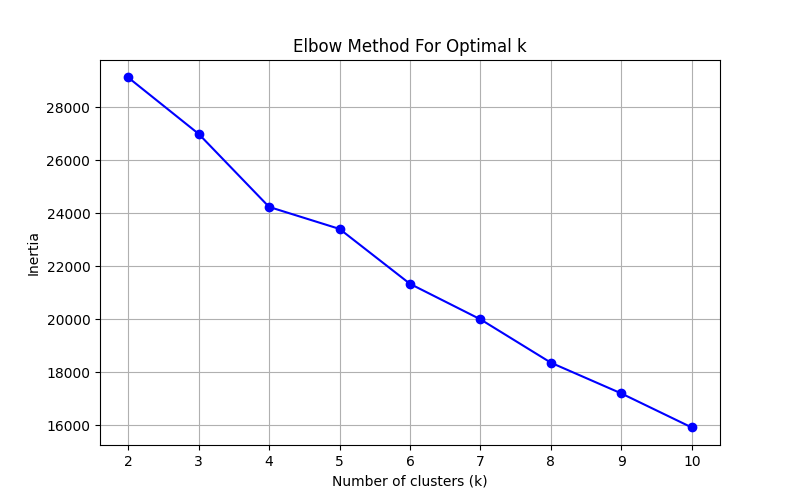 Elbow Method For Optimal k
Inertia
28000
26000
24000
22000
20000
18000
16000
2 3 4 5 6 7 8 9 10
Number of clusters (k)